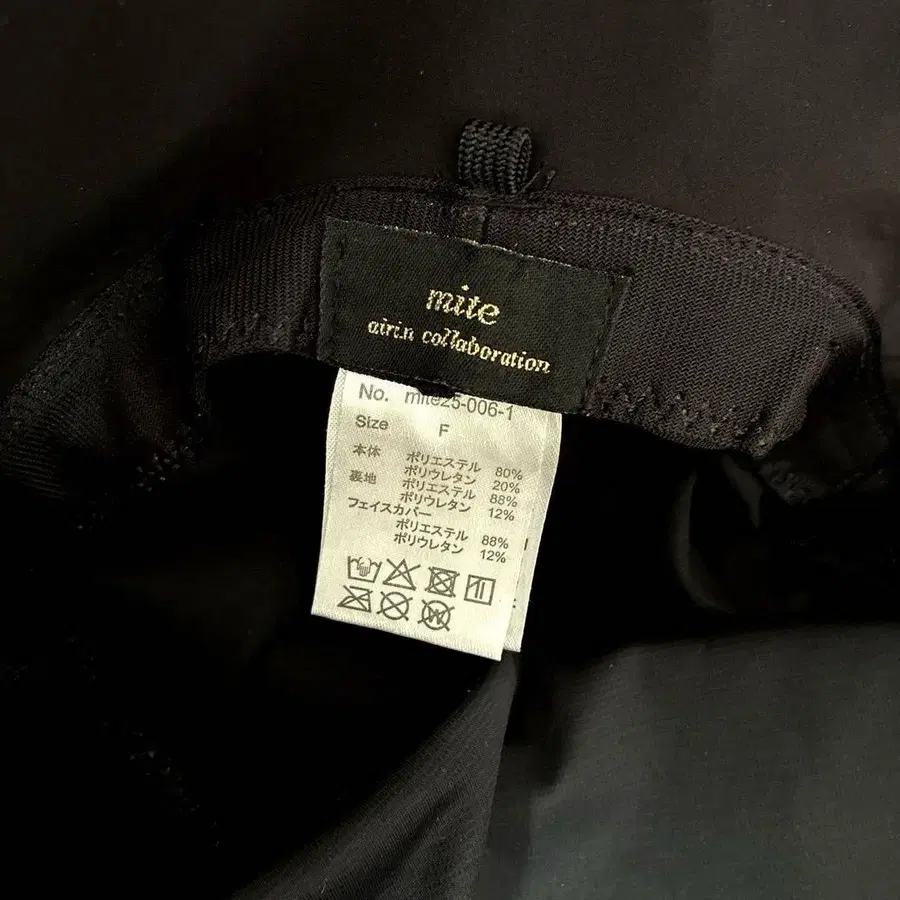 mite
airi.n collaboration
No. mite25-006-1
Size F
本体 ポリエステル 80%
ポリウレタン 20%
裏地 ポリエステル 88%
ポリウレタン 12%
フェイスカバー
ポリエステル 88%
ポリウレタン 12%